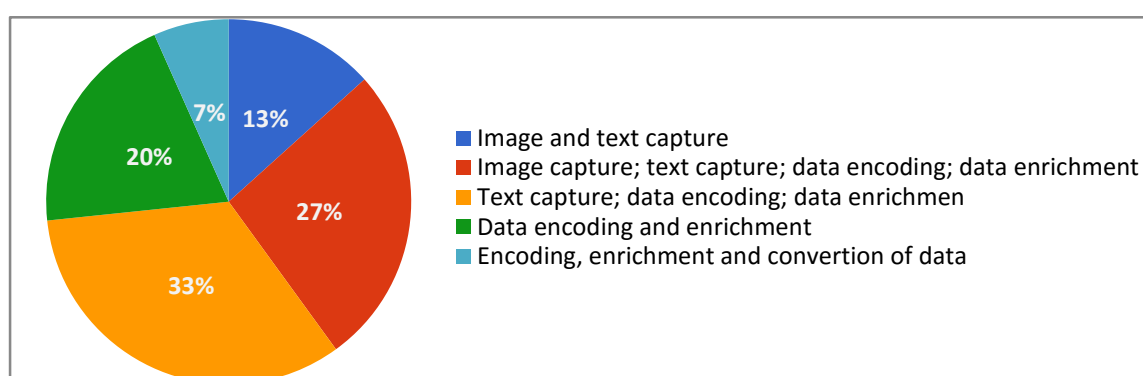 13%
27%
33%
20%
7%
Image and text capture
Image capture; text capture; data encoding; data enrichment
Text capture; data encoding; data enrichmen
Data encoding and enrichment
Encoding, enrichment and convertion of data